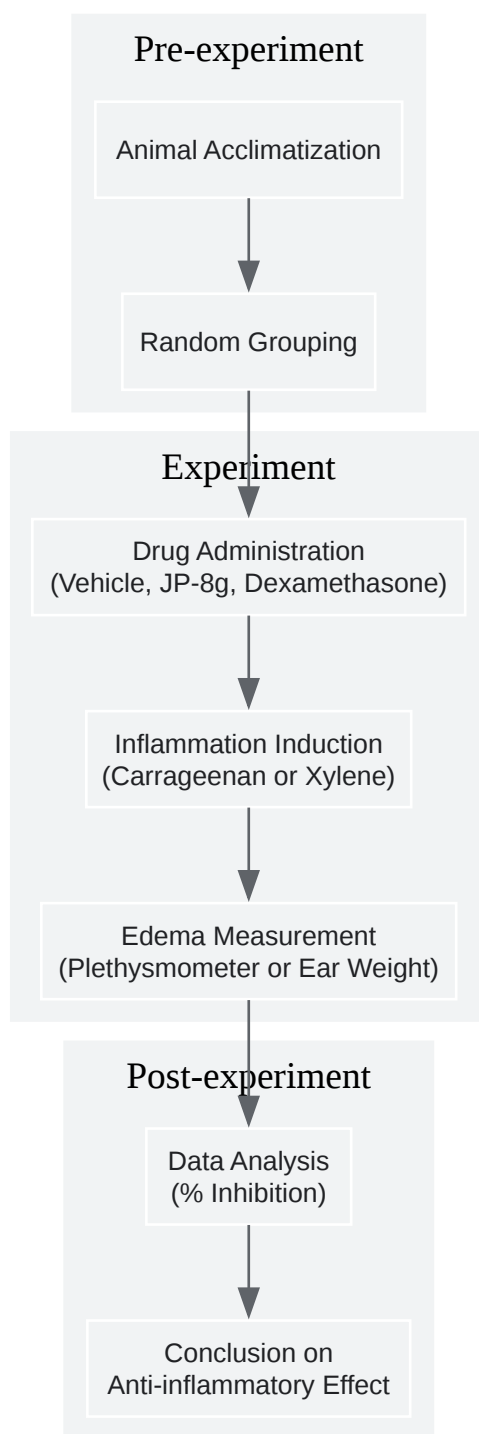 Pre-experiment
Animal Acclimatization
Random Grouping
Experiment
Drug Administration
(Vehicle, JP-8g, Dexamethasone)
Inflammation Induction
(Carrageenan or Xylene)
Edema Measurement
(Plethysmometer or Ear Weight)
Post-experiment
Data Analysis
(% Inhibition)
Conclusion on
Anti-inflammatory Effect